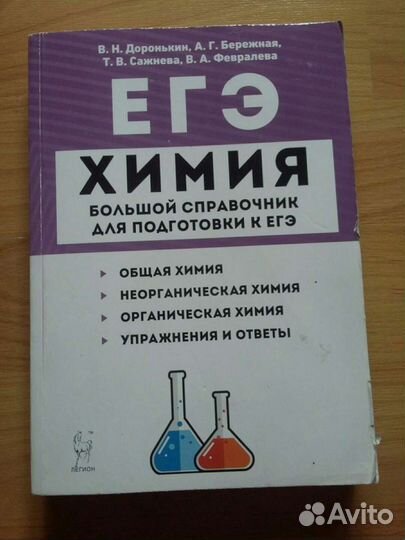 В. Н. Доронькин, А. Г. Бережная,
Т. В. Сажнева, В. А. Февралева
ЕГЭ
ХИМИЯ
БОЛЬШОЙ СПРАВОЧНИК
ДЛЯ ПОДГОТОВКИ К ЕГЭ
ОБЩАЯ ХИМИЯ
НЕОРГАНИЧЕСКАЯ ХИМИЯ
ОРГАНИЧЕСКАЯ ХИМИЯ
УПРАЖНЕНИЯ И ОТВЕТЫ
ЛЕГИОН
Avito